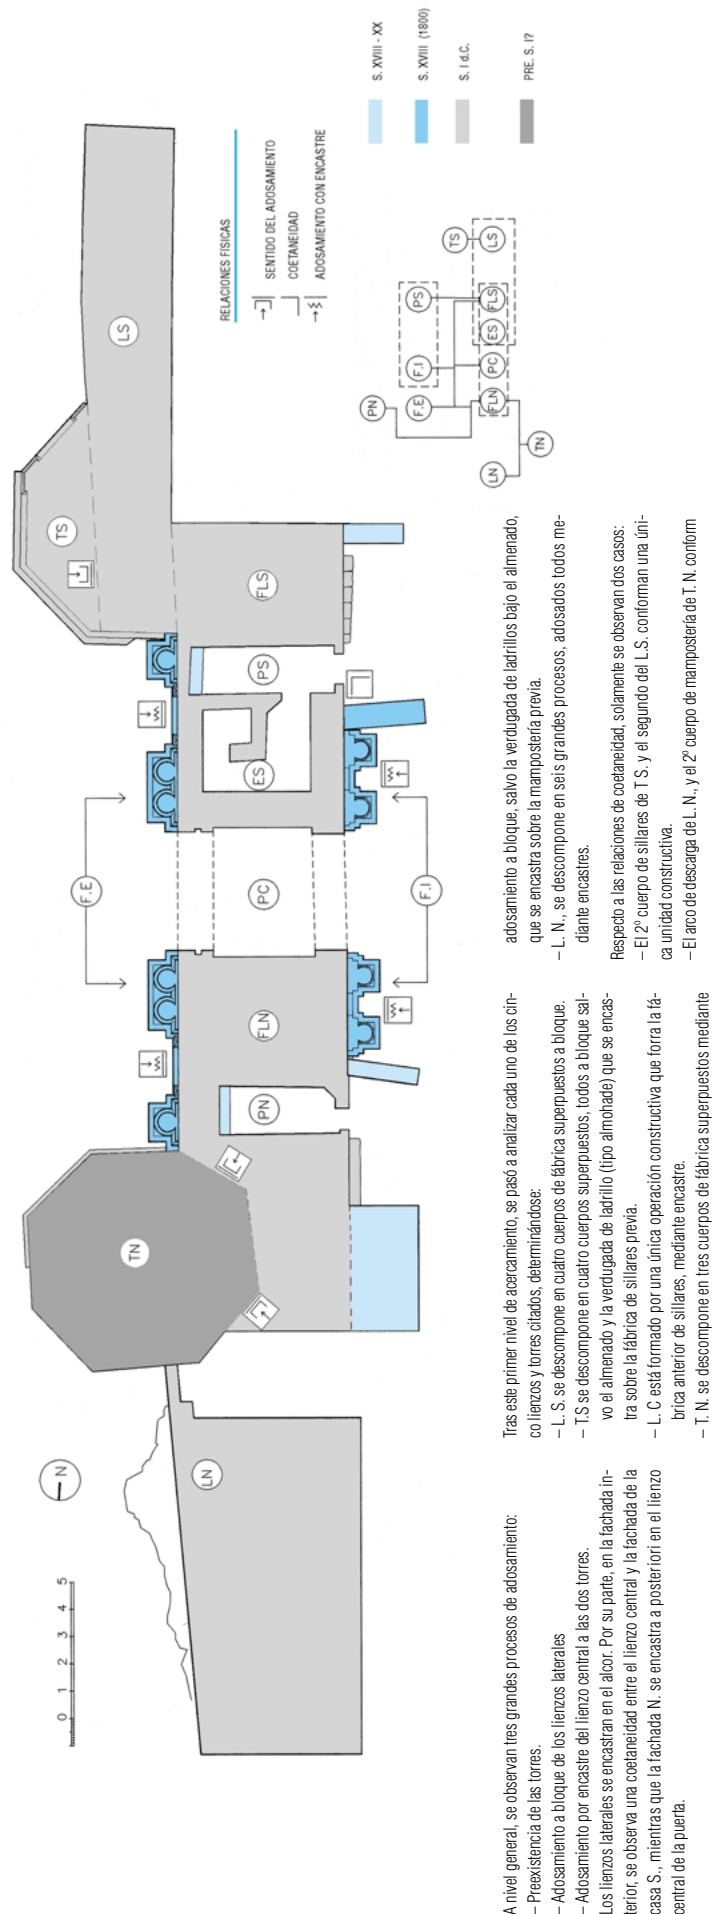 0 1 2 3 4 5
N
LN
TN
PN
FLN
F.E
PC
F.I
ES
PS
FLS
TS
LS
RELACIONES FÍSICAS
SENTIDO DEL ADOSAMIENTO
COETANEIDAD
ADOSAMIENTO CON ENCASTRE
S. XVIII - XX
S. XVIII (1800)
S. I d.C.
PRE. S. I?
PN
F.E
F.I
PS
TS
LN
FLN
PC
ES
FLS
LS
TN
A nivel general, se observan tres grandes procesos de adosamiento:
– Preexistencia de las torres.
– Adosamiento a bloque de los lienzos laterales
– Adosamiento por encastre del lienzo central a las dos torres.
Los lienzos laterales se encastran en el alcor. Por su parte, en la fachada in-
terior, se observa una coetaneidad entre el lienzo central y la fachada de la
casa S., mientras que la fachada N. se encastra a posteriori en el lienzo
central de la puerta.
Tras este primer nivel de acercamiento, se pasó a analizar cada uno de los cin-
co lienzos y torres citados, determinándose:
– L. S. se descompone en cuatro cuerpos de fábrica superpuestos a bloque.
– T.S se descompone en cuatro cuerpos superpuestos, todos a bloque sal-
vo el almenado y la verdugada de ladrillo (tipo almohade) que se encas-
tra sobre la fábrica de sillares previa.
– L. C está formado por una única operación constructiva que forra la fá-
brica anterior de sillares, mediante encastre.
– T. N. se descompone en tres cuerpos de fábrica superpuestos mediante
adosamiento a bloque, salvo la verdugada de ladrillos bajo el almenado,
que se encastra sobre la mampostería previa.
– L. N., se descompone en seis grandes procesos, adosados todos me-
diante encastres.
Respecto a las relaciones de coetaneidad, solamente se observan dos casos:
– El 2º cuerpo de sillares de T S. y el segundo del L.S. conforman una úni-
ca unidad constructiva.
– El arco de descarga de L. N., y el 2º cuerpo de mampostería de T. N. conform